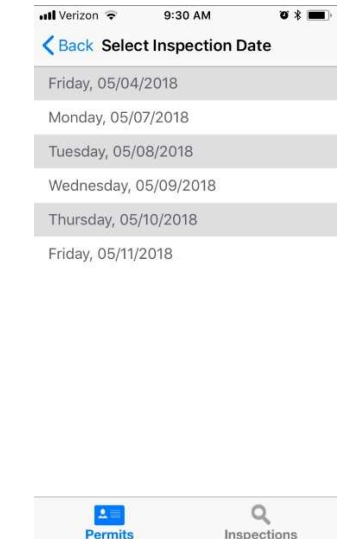 Verizon 9:30 AM
Back Select Inspection Date
Friday, 05/04/2018
Monday, 05/07/2018
Tuesday, 05/08/2018
Wednesday, 05/09/2018
Thursday, 05/10/2018
Friday, 05/11/2018
Permits Inspections